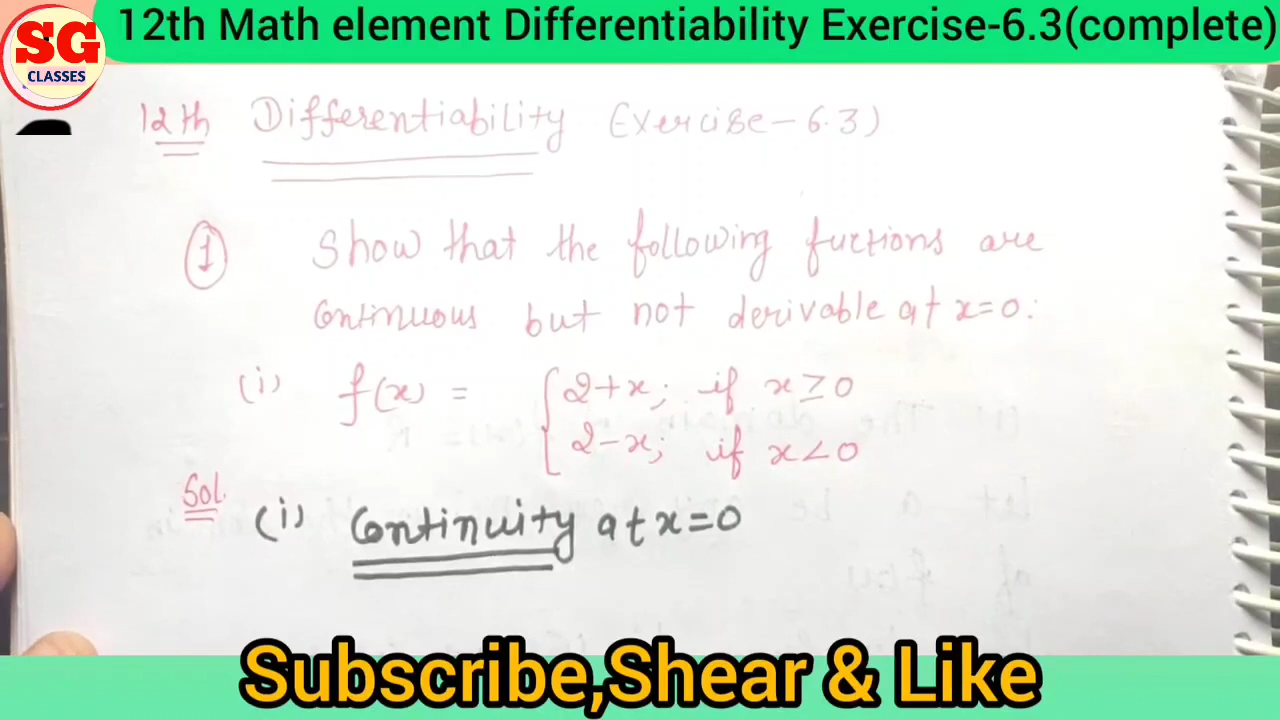 12th Math element Differentiability Exercise-6.3(complete)
SG
CLASSES
12th Differentiability Exercise-6.3)
1 Show that the following fuctions are
continuous but not derivable at x=0:
(i) f(x) = { 2+x; if x≥0
2-x; if x<0
Sol.
(i) Continuity at x=0
Subscribe,Shear & Like